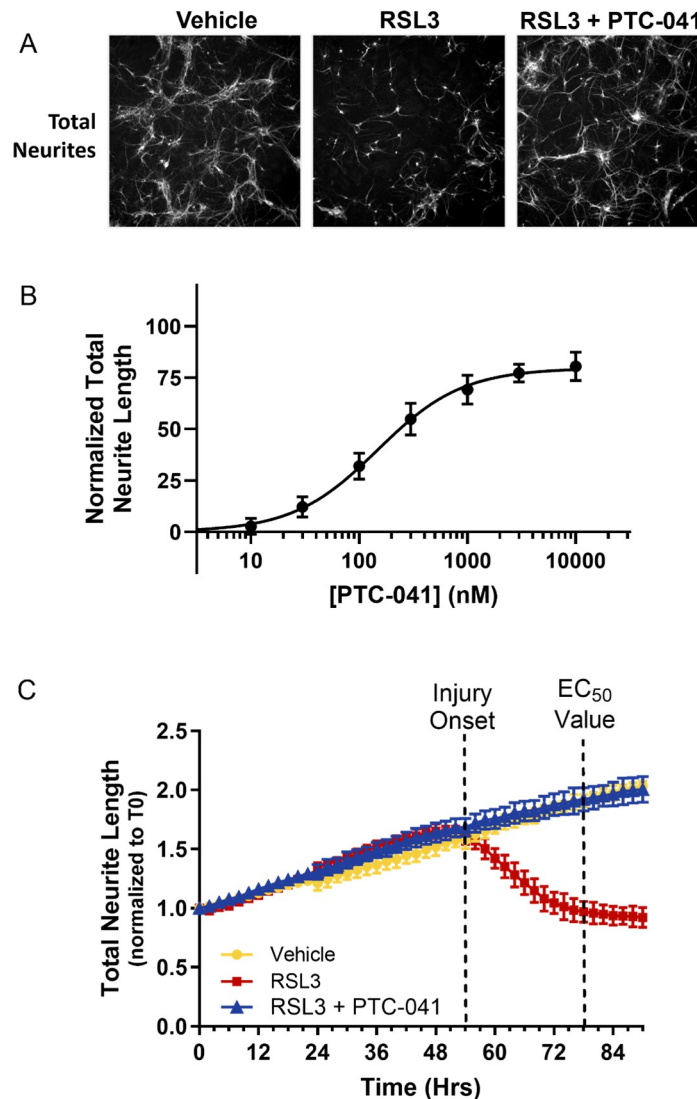 A
Vehicle
RSL3
RSL3 + PTC-041
Total
Neurites
B
Normalized Total
Neurite Length
100
75
50
25
0
10
100
1000
10000
[PTC-041] (nM)
C
Injury
Onset
EC50
Value
Total Neurite Length
(normalized to T0)
2.5
2.0
1.5
1.0
0.5
0.0
Vehicle
RSL3
RSL3 + PTC-041
0
12
24
36
48
60
72
84
Time (Hrs)